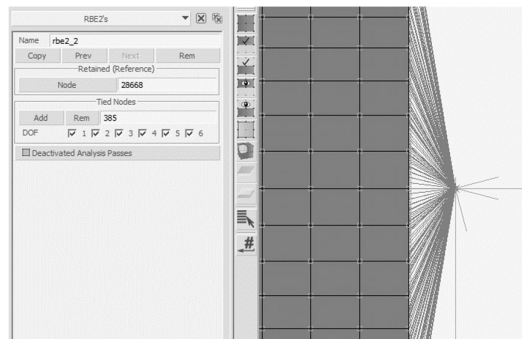 RBE2's
Name rbe2_2
Copy Prev Next Rem
Retained (Reference)
Node 28668
Tied Nodes
Add Rem 385
DOF 1 2 3 4 5 6
Deactivated Analysis Passes
#